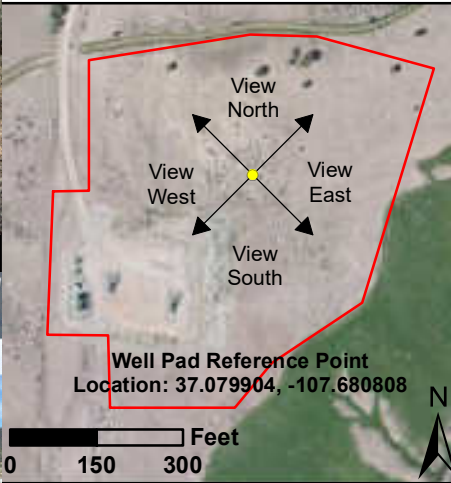 View
North
View
West
View
East
View
South
Well Pad Reference Point
Location: 37.079904, -107.680808
N
Feet
0 150 300